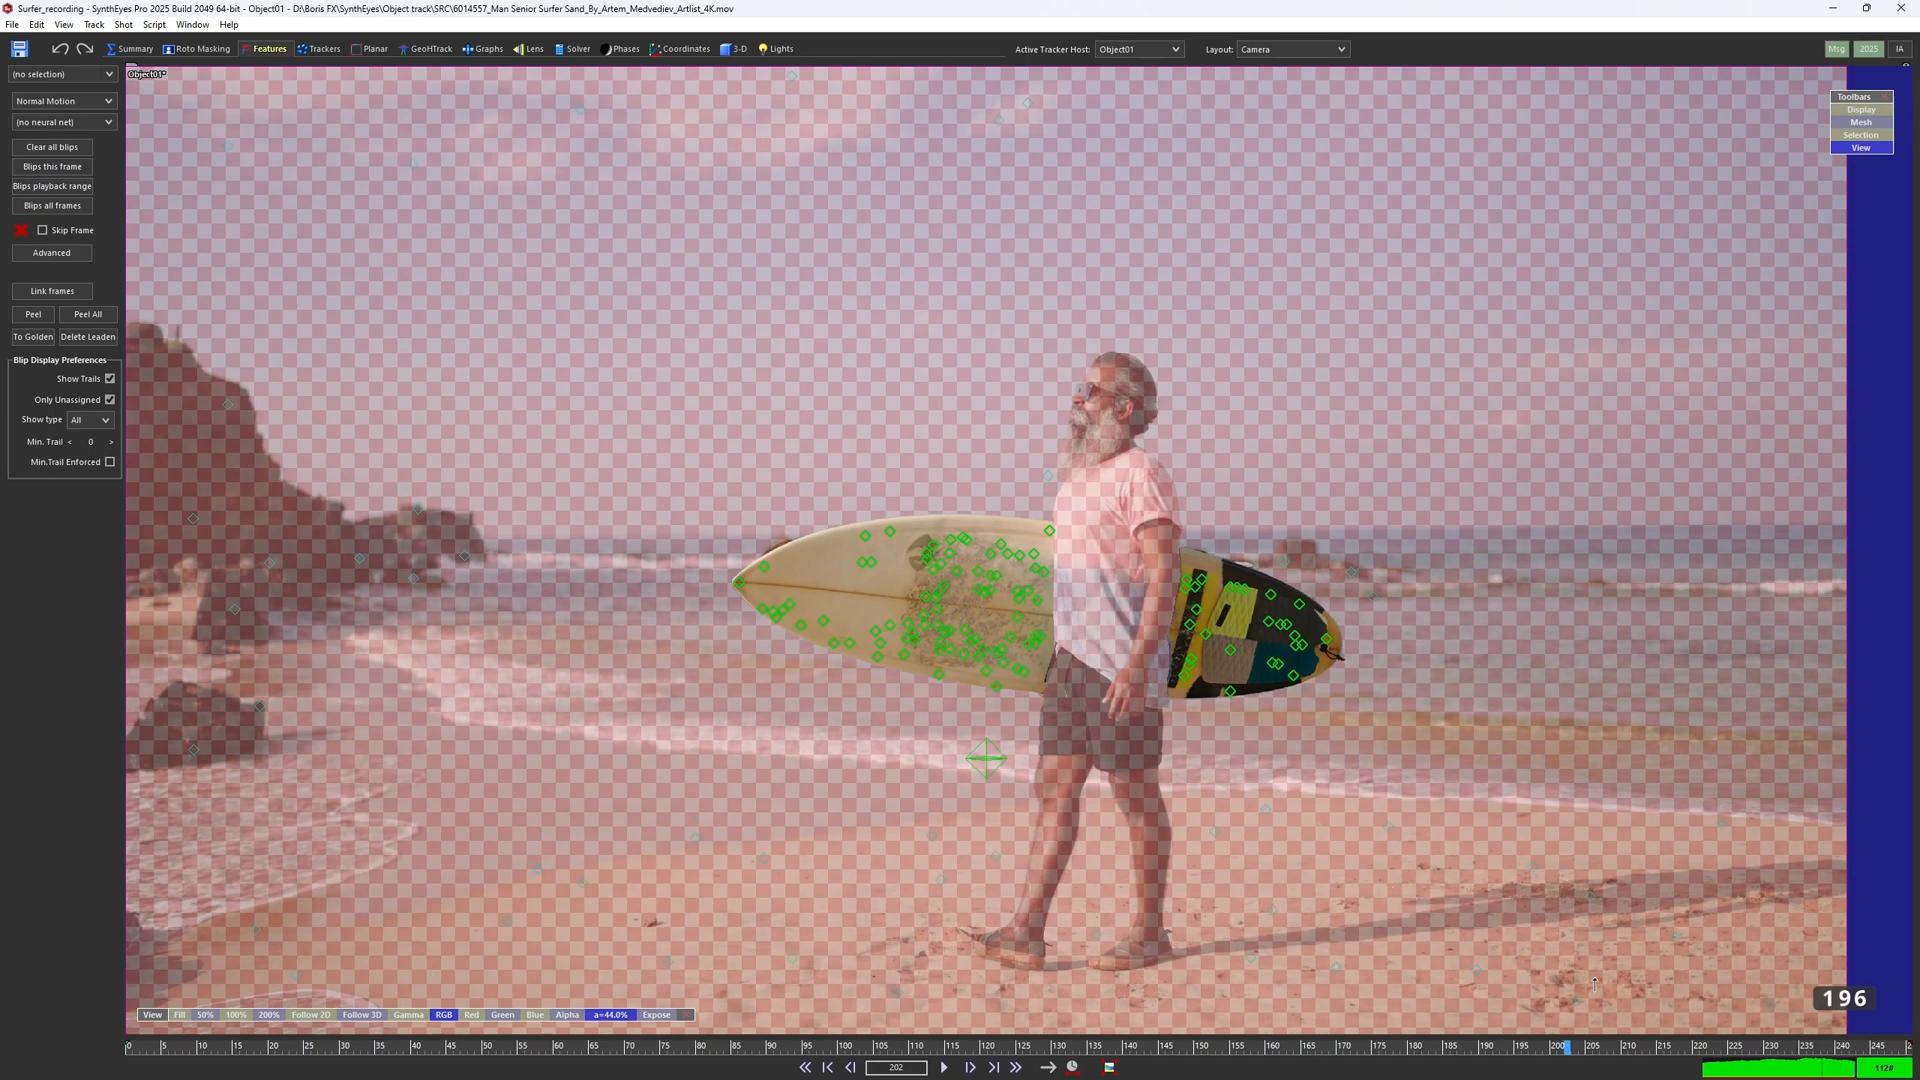 Surfer_recording - SynthEyes Pro 2025 Build 2049 64-bit - Object01 - D:\Boris FX\SynthEyes\Object track\SRC\6014557_Man Senior Surfer Sand_By_Artem_Medvediev_Artlist_4K.mov
File Edit View Track Shot Script Window Help
Summary Roto Masking Features Trackers Planar GeoHTrack Graphs Lens Solver Phases Coordinates 3-D Lights Active Tracker Host: Object01 Layout: Camera Msg 2025 IA
(no selection)
Object01*
Normal Motion
(no neural net)
Clear all blips
Blips this frame
Blips playback range
Blips all frames
Skip Frame
Advanced
Link frames
Peel Peel All
To Golden Delete Leaden
Blip Display Preferences
Show Trails
Only Unassigned
Show type All
Min. Trail < 0 >
Min.Trail Enforced
Toolbars
Display
Mesh
Selection
View
196
View Fill 50% 100% 200% Follow 2D Follow 3D Gamma RGB Red Green Blue Alpha a=44.0% Expose
0 5 10 15 20 25 30 35 40 45 50 55 60 65 70 75 80 85 90 95 100 105 110 115 120 125 130 135 140 145 150 155 160 165 170 175 180 185 190 195 200 205 210 215 220 225 230 235 240 245
202
112#